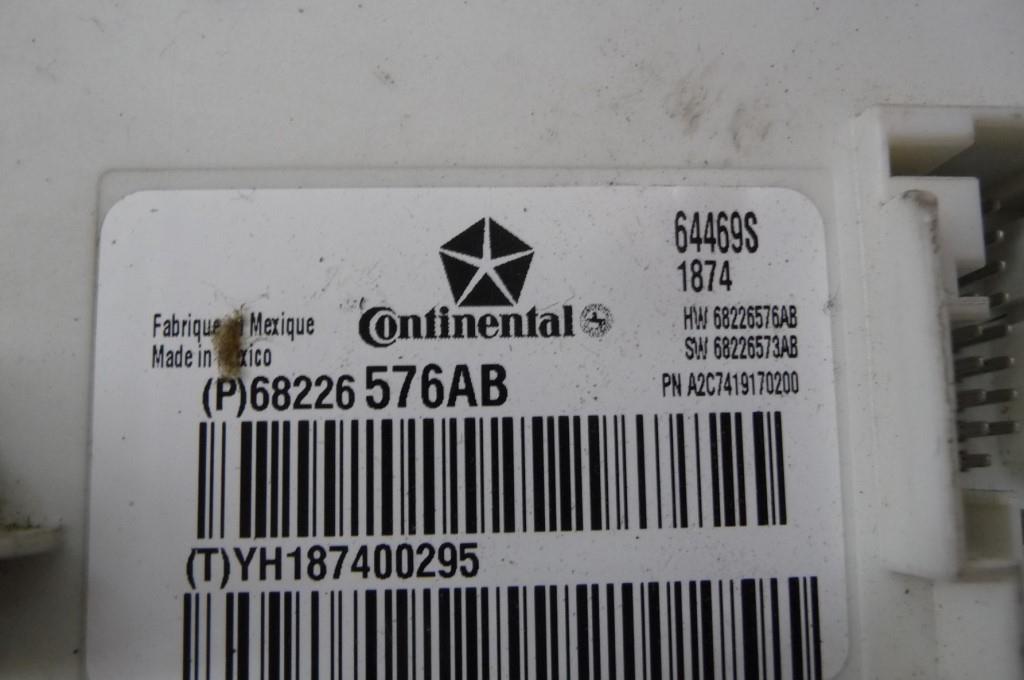 64469S
1874
Continental
HW 68226576AB
Fabrique Mexique
SW 68226573AB
Made in
PN A2C7419170200
(P)68226 576AB
(T)YH187400295